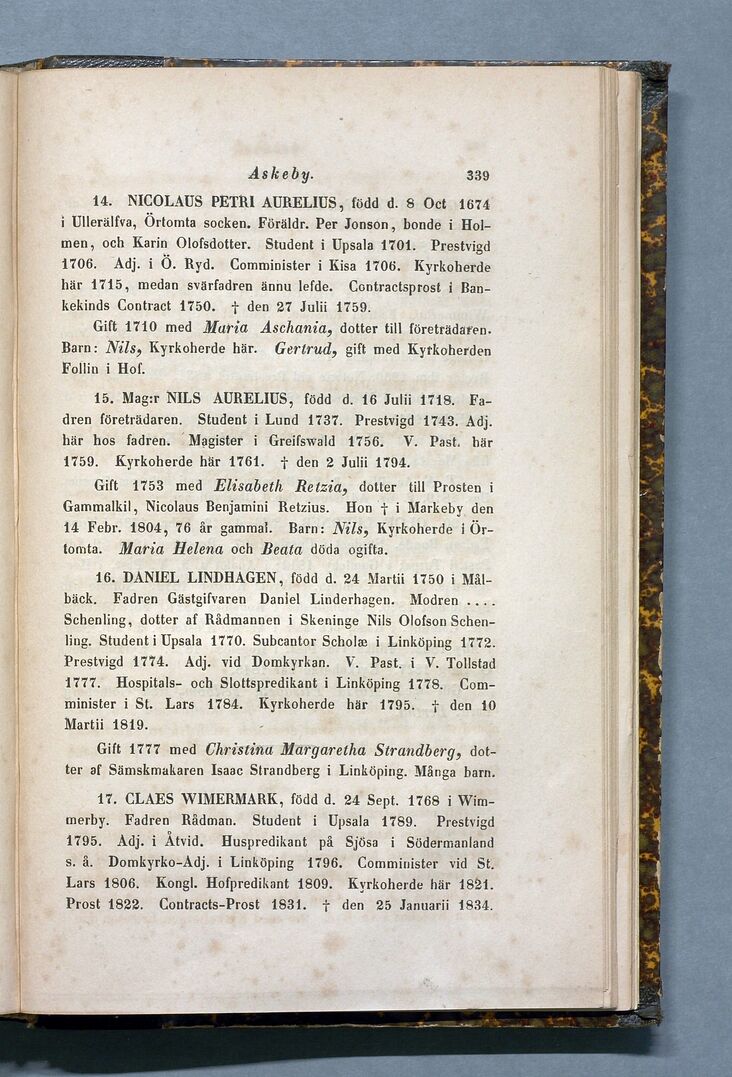 Askeby. 339
14. NICOLAUS PETRI AURELIUS, född d. 8 Oct 1674
i Ullerälfva, Örtomta socken. Föräldr. Per Jonson, bonde i Hol-
men, och Karin Olofsdotter. Student i Upsala 1701. Prestvigd
1706. Adj. i Ö. Ryd. Comminister i Kisa 1706. Kyrkoherde
här 1715, medan svärfadren ännu lefde. Contractsprost i Ban-
kekinds Contract 1750. † den 27 Julii 1759.
Gift 1710 med Maria Aschania, dotter till företrädaren.
Barn: Nils, Kyrkoherde här. Gertrud, gift med Kyrkoherden
Follin i Hof.
15. Mag:r NILS AURELIUS, född d. 16 Julii 1718. Fa-
dren företrädaren. Student i Lund 1737. Prestvigd 1743. Adj.
här hos fadren. Magister i Greifswald 1756. V. Past. här
1759. Kyrkoherde här 1761. † den 2 Julii 1794.
Gift 1753 med Elisabeth Retzia, dotter till Prosten i
Gammalkil, Nicolaus Benjamini Retzius. Hon † i Markeby den
14 Febr. 1804, 76 år gammal. Barn: Nils, Kyrkoherde i Ör-
tomta. Maria Helena och Beata döda ogifta.
16. DANIEL LINDHAGEN, född d. 24 Martii 1750 i Mål-
bäck. Fadren Gästgifvaren Daniel Linderhagen. Modren ....
Schenling, dotter af Rådmannen i Skeninge Nils Olofson Schen-
ling. Student i Upsala 1770. Subcantor Scholæ i Linköping 1772.
Prestvigd 1774. Adj. vid Domkyrkan. V. Past. i V. Tollstad
1777. Hospitals- och Slottspredikant i Linköping 1778. Com-
minister i St. Lars 1784. Kyrkoherde här 1795. † den 10
Martii 1819.
Gift 1777 med Christina Margaretha Strandberg, dot-
ter af Sämskmakaren Isaac Strandberg i Linköping. Många barn.
17. CLAES WIMERMARK, född d. 24 Sept. 1768 i Wim-
merby. Fadren Rådman. Student i Upsala 1789. Prestvigd
1795. Adj. i Åtvid. Huspredikant på Sjösa i Södermanland
s. å. Domkyrko-Adj. i Linköping 1796. Comminister vid St.
Lars 1806. Kongl. Hofpredikant 1809. Kyrkoherde här 1821.
Prost 1822. Contracts-Prost 1831. † den 25 Januarii 1834.